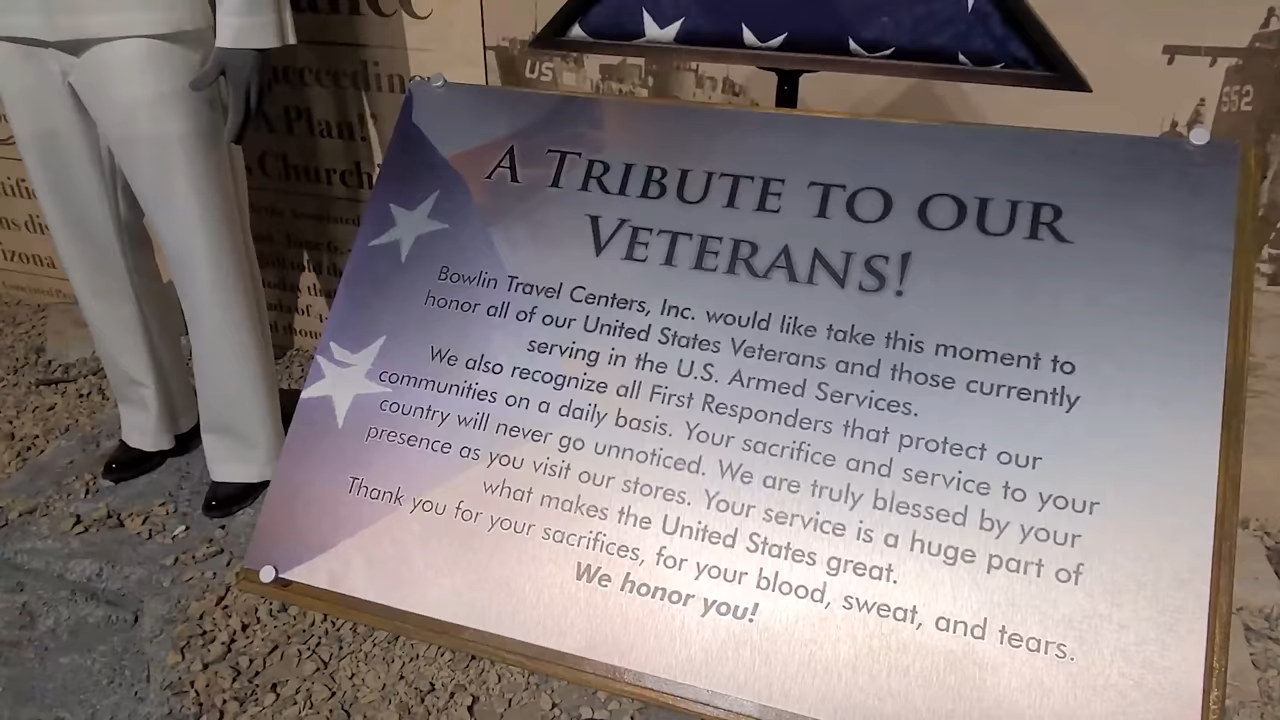 A TRIBUTE TO OUR
VETERANS!
Bowlin Travel Centers, Inc. would like take this moment to
honor all of our United States Veterans and those currently
serving in the U.S. Armed Services.
We also recognize all First Responders that protect our
communities on a daily basis. Your sacrifice and service to your
country will never go unnoticed. We are truly blessed by your
presence as you visit our stores. Your service is a huge part of
what makes the United States great.
Thank you for your sacrifices, for your blood, sweat, and tears.
We honor you!
US
552
A Plan!'
Church